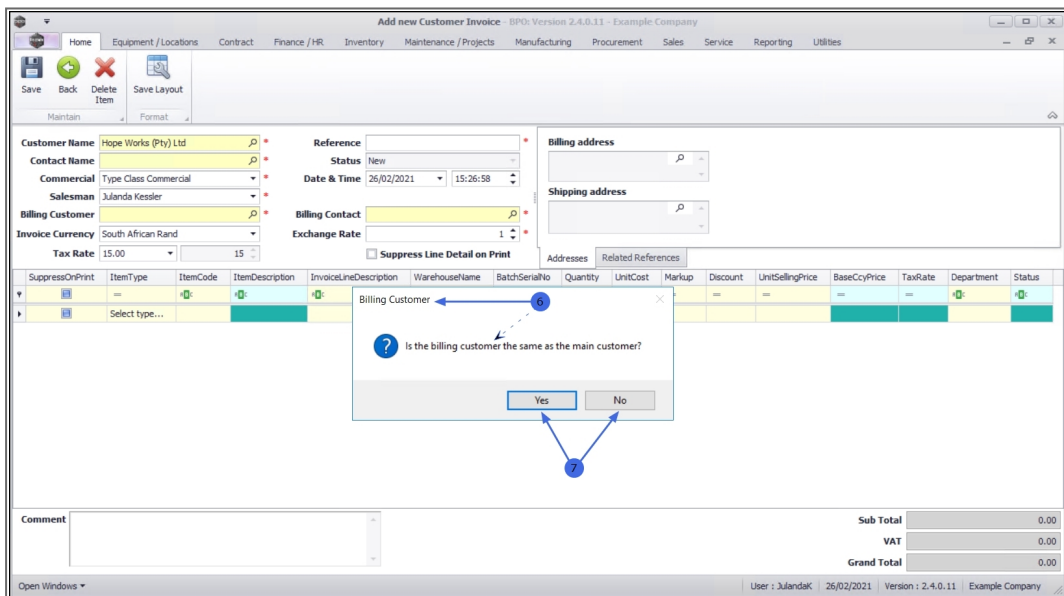 Add new Customer Invoice - BPO: Version 2.4.0.11 - Example Company
Home Equipment / Locations Contract Finance / HR Inventory Maintenance / Projects Manufacturing Procurement Sales Service Reporting Utilities
Save Back Delete Item Save Layout
Maintain Format
Customer Name Hope Works (Pty) Ltd * Reference * Billing address
Contact Name * Status New
Commercial Type Class Commercial * Date & Time 26/02/2021 15:26:58
Salesman Julanda Kessler * Shipping address
Billing Customer * Billing Contact *
Invoice Currency South African Rand Exchange Rate 1 *
Tax Rate 15.00 15 Suppress Line Detail on Print Addresses Related References
SuppressOnPrint ItemType ItemCode ItemDescription InvoiceLineDescription WarehouseName BatchSerialNo Quantity UnitCost Markup Discount UnitSellingPrice BaseCcyPrice TaxRate Department Status
Select type...
Billing Customer 6
Is the billing customer the same as the main customer?
Yes No
7
Comment Sub Total 0.00
VAT 0.00
Grand Total 0.00
Open Windows User : JulandaK 26/02/2021 Version : 2.4.0.11 Example Company